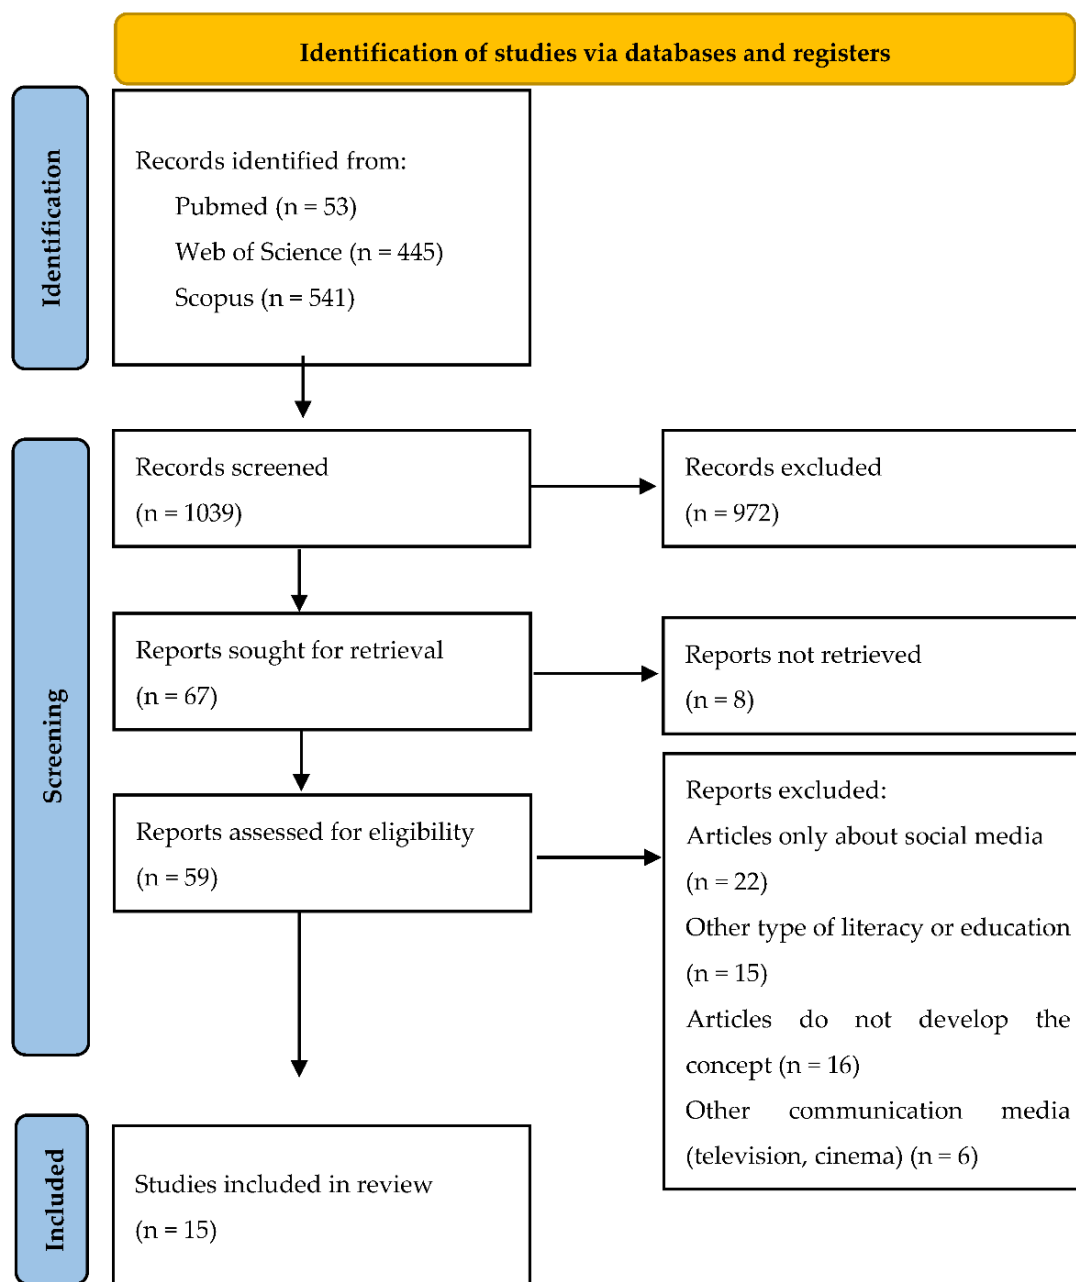 Identification of studies via databases and registers
Identification
Records identified from:
Pubmed (n = 53)
Web of Science (n = 445)
Scopus (n = 541)
Screening
Records screened
(n = 1039)
Records excluded
(n = 972)
Reports sought for retrieval
(n = 67)
Reports not retrieved
(n = 8)
Reports assessed for eligibility
(n = 59)
Reports excluded:
Articles only about social media
(n = 22)
Other type of literacy or education
(n = 15)
Articles do not develop the
concept (n = 16)
Other communication media
(television, cinema) (n = 6)
Included
Studies included in review
(n = 15)